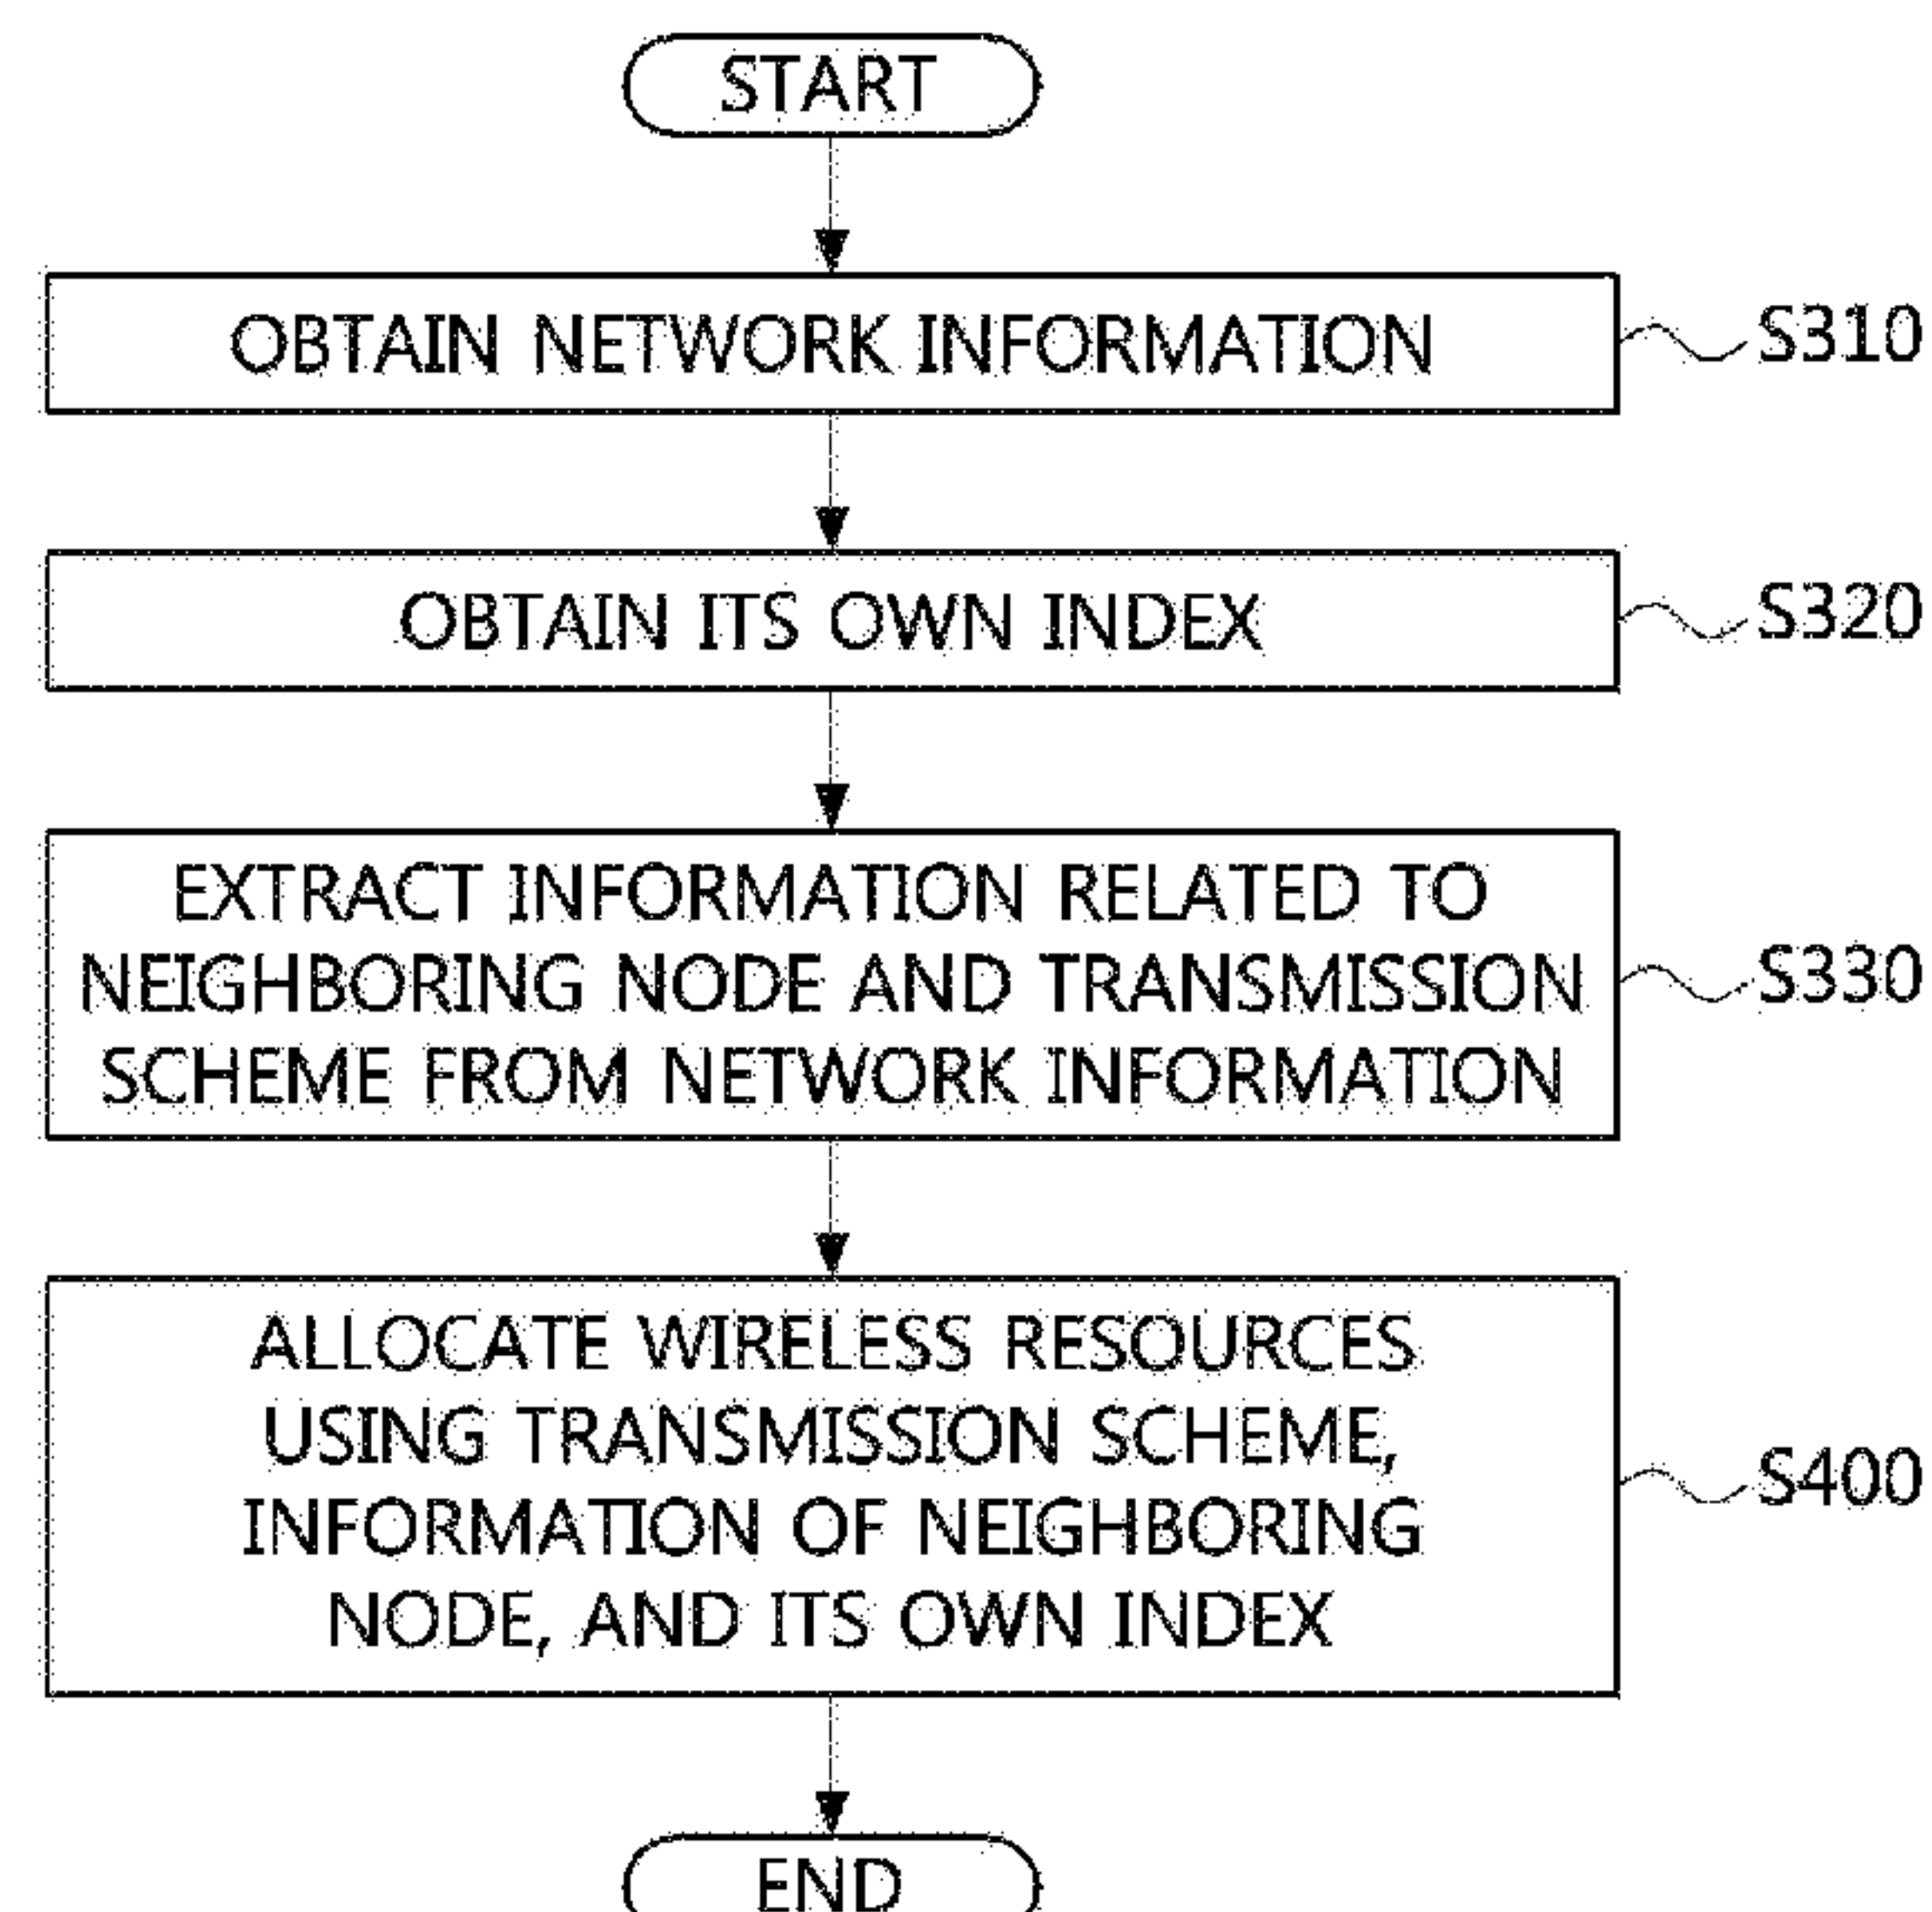 START
OBTAIN NETWORK INFORMATION
S310
OBTAIN ITS OWN INDEX
S320
EXTRACT INFORMATION RELATED TO
NEIGHBORING NODE AND TRANSMISSION
SCHEME FROM NETWORK INFORMATION
S330
ALLOCATE WIRELESS RESOURCES
USING TRANSMISSION SCHEME,
INFORMATION OF NEIGHBORING
NODE, AND ITS OWN INDEX
S400
END